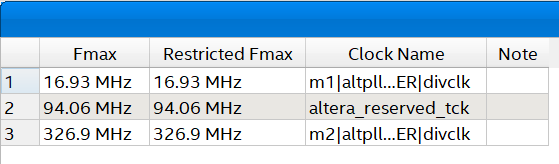 Fmax Restricted Fmax Clock Name Note
1 16.93 MHz 16.93 MHz m1|altpll...ER|divclk
2 94.06 MHz 94.06 MHz altera_reserved_tck
3 326.9 MHz 326.9 MHz m2|altpll...ER|divclk